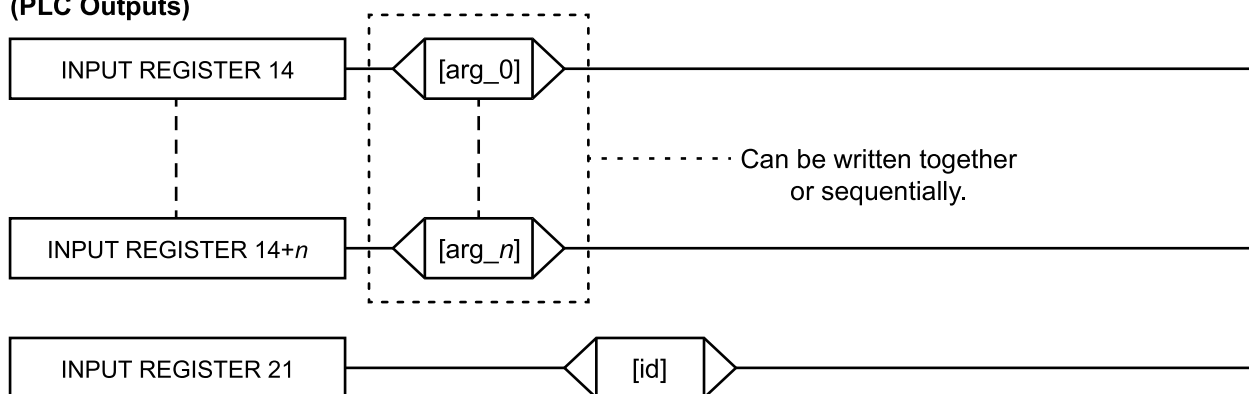 (PLC Outputs)
INPUT REGISTER 14
[arg_0]
Can be written together
or sequentially.
INPUT REGISTER 14+n
[arg_n]
INPUT REGISTER 21
[id]